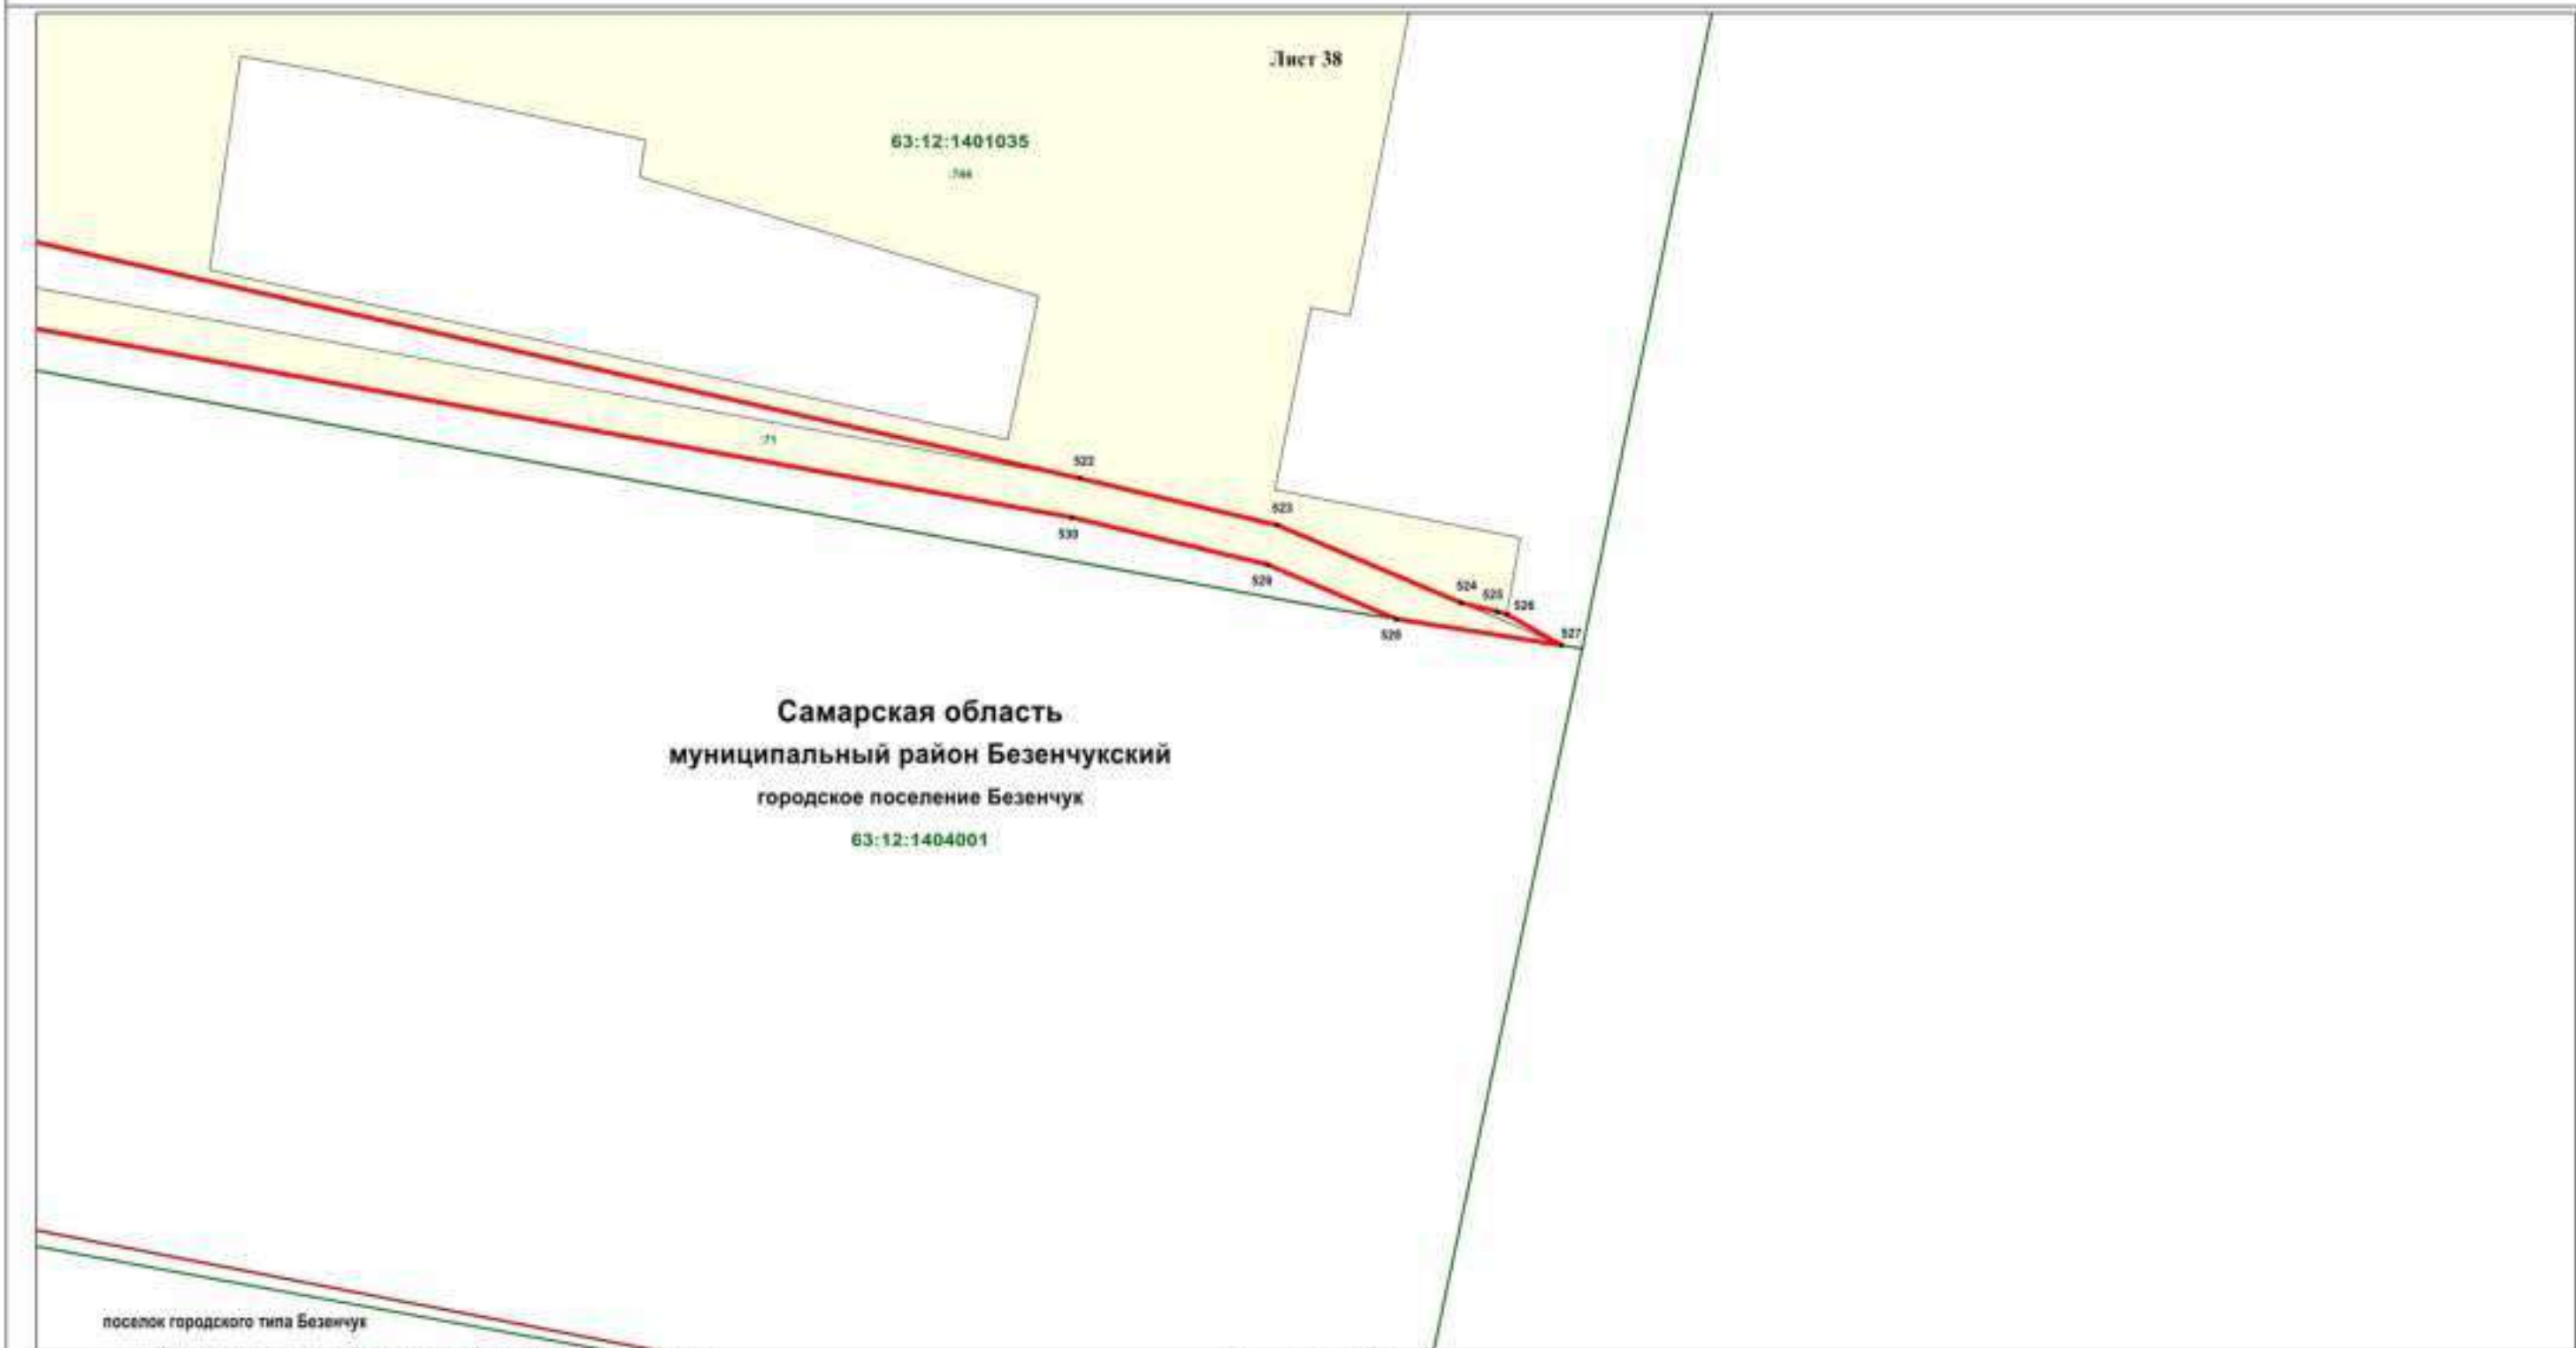 Лист 38
63:12:1401035
:71
522
523
530
529
524
525
526
528
527
Самарская область
муниципальный район Безенчукский
городское поселение Безенчук
63:12:1404001
поселок городского типа Безенчук